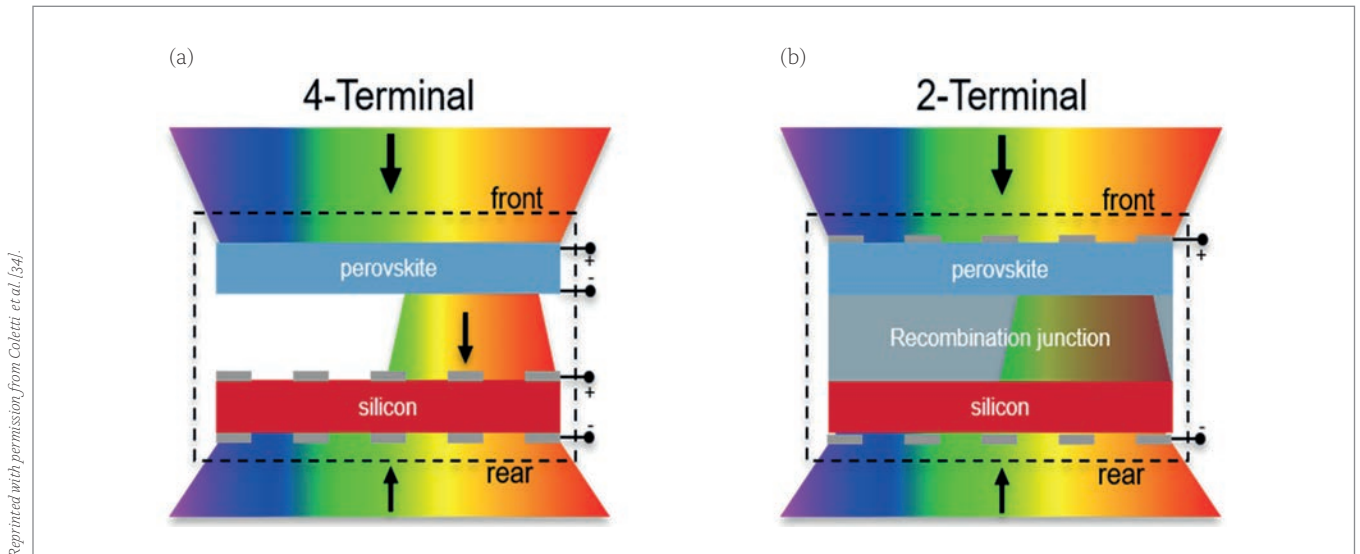 Reprinted with permission from Coletti et al. [34].
(a)
4-Terminal
front
perovskite
+
-
+
silicon
-
rear
(b)
2-Terminal
front
+
perovskite
Recombination junction
silicon
-
rear